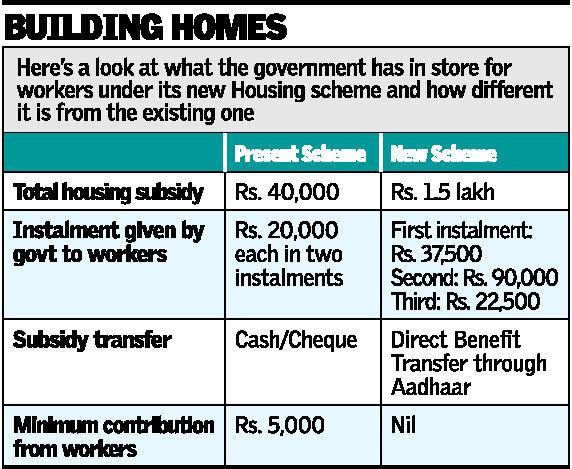 BUILDING HOMES
Here's a look at what the government has in store for
workers under its new Housing scheme and how different
it is from the existing one
Present Scheme New Scheme
Total housing subsidy Rs. 40,000 Rs. 1.5 lakh
Instalment given by
govt to workers
Rs. 20,000
each in two
instalments
First instalment:
Rs. 37,500
Second: Rs. 90,000
Third: Rs. 22,500
Subsidy transfer
Cash/Cheque
Direct Benefit
Transfer through
Aadhaar
Minimum contribution
from workers
Rs. 5,000
Nil